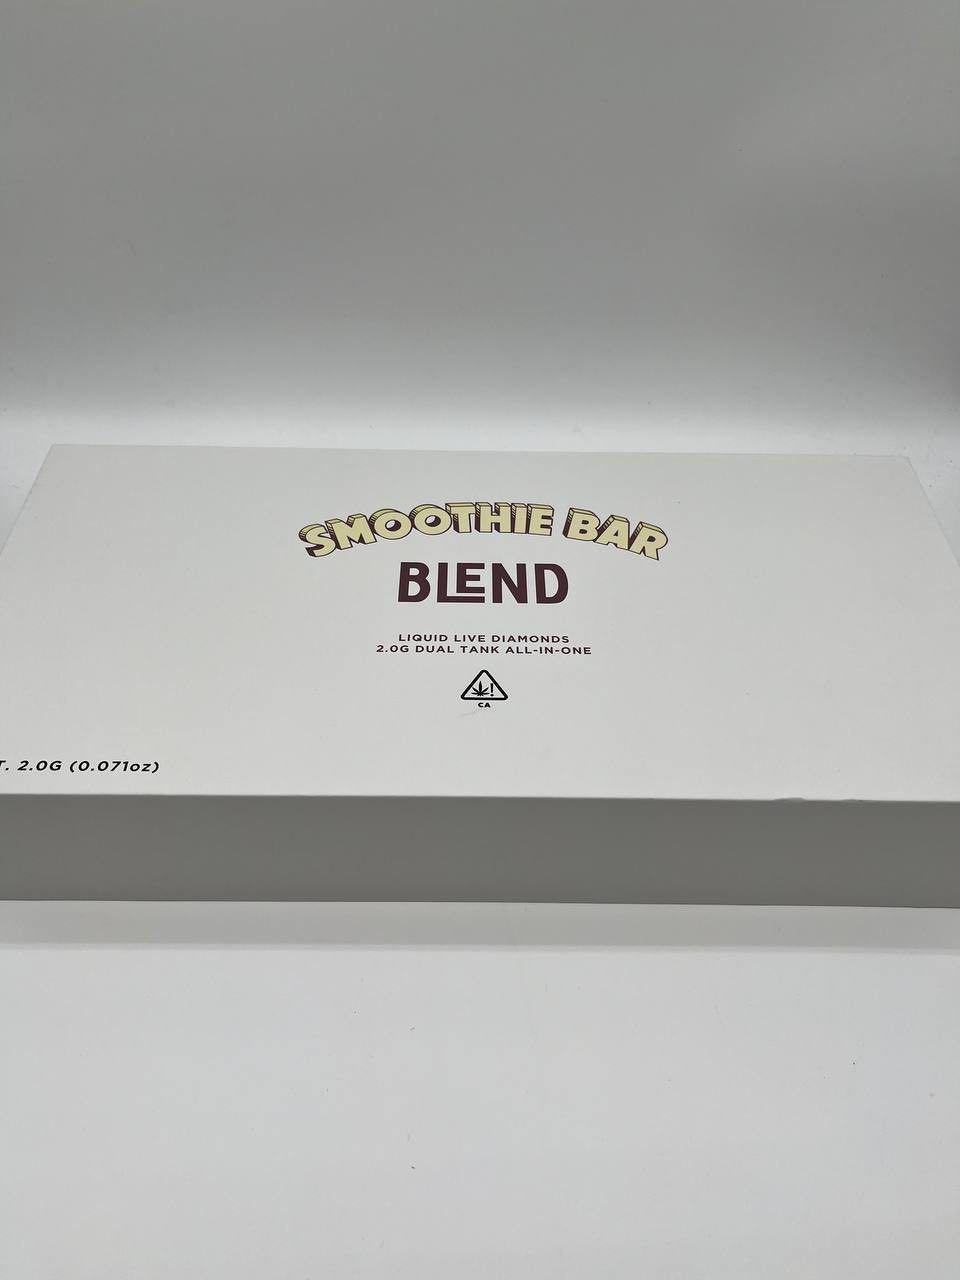 SMOOTHIE BAR
BLEND
LIQUID LIVE DIAMONDS
2.0G DUAL TANK ALL-IN-ONE
!
CA
T. 2.0G (0.071oz)